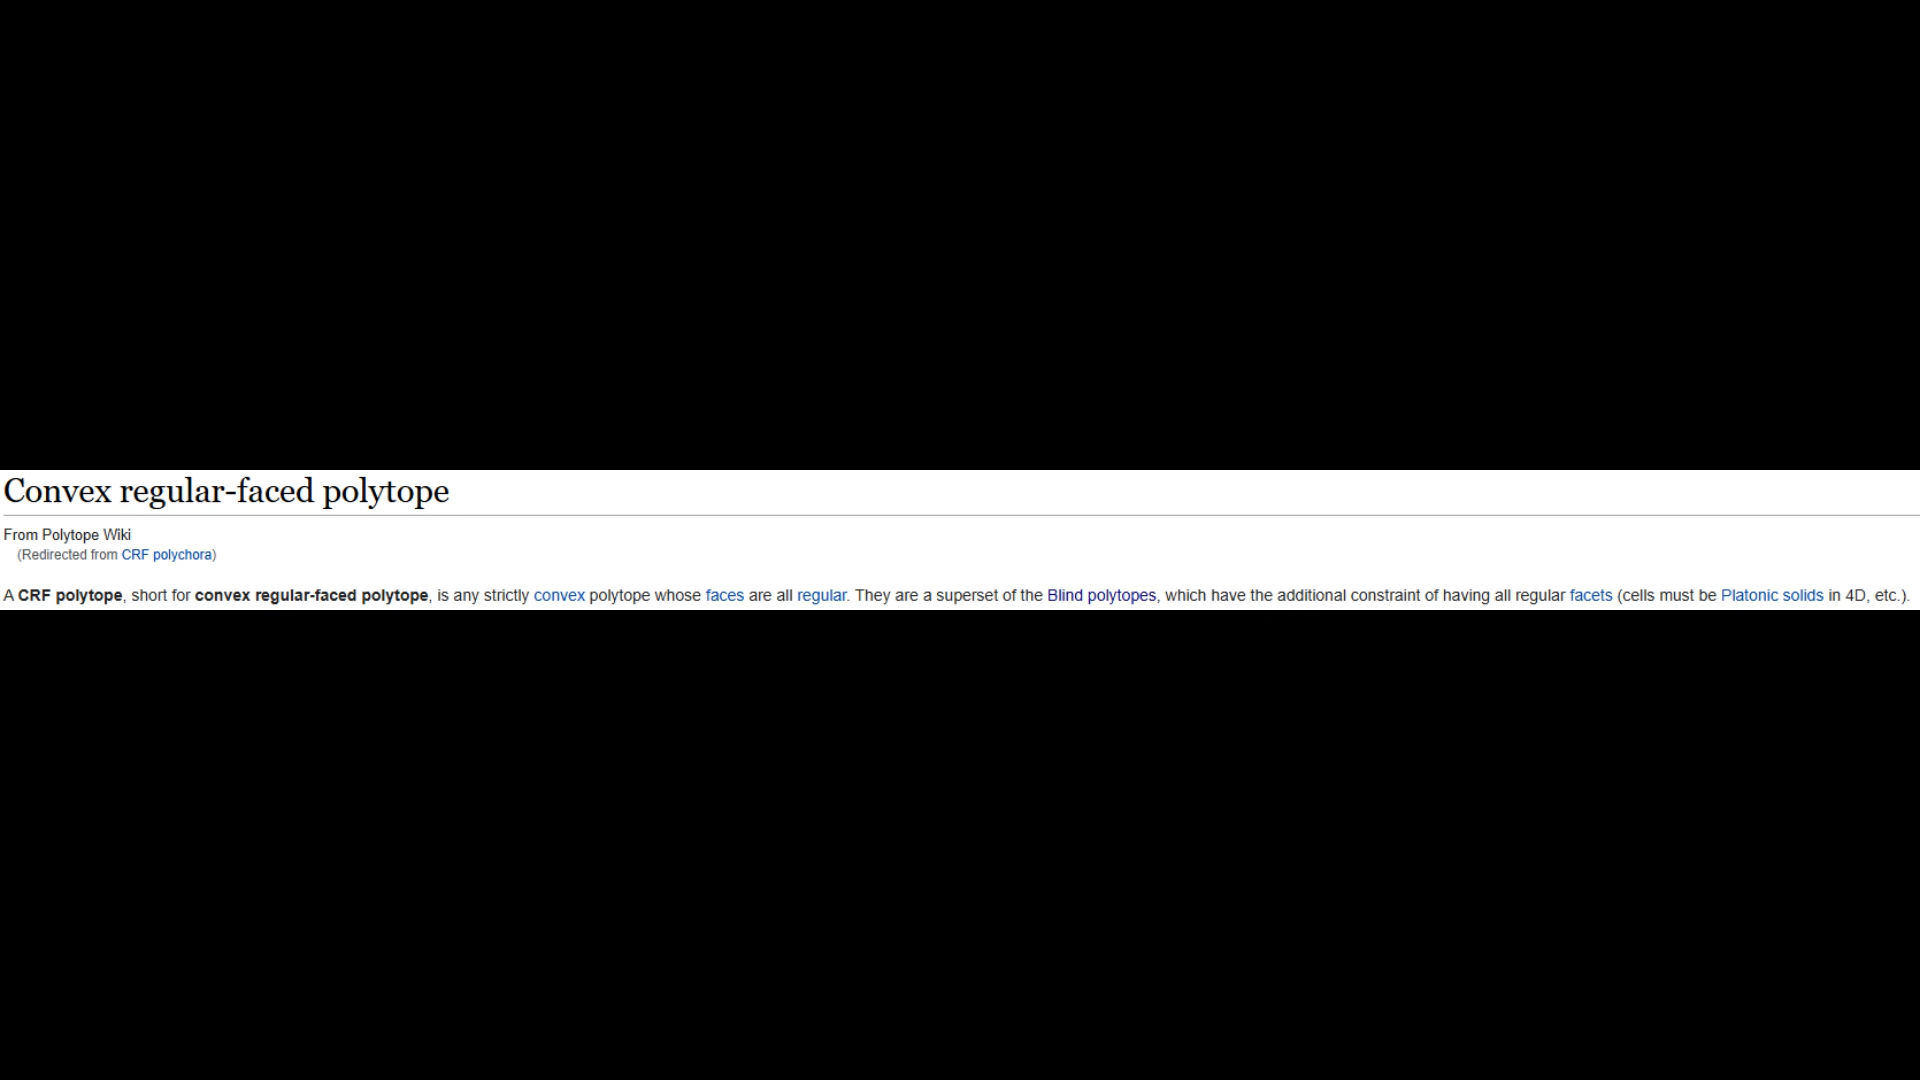 Convex regular-faced polytope
From Polytope Wiki
(Redirected from CRF polychora)
A CRF polytope, short for convex regular-faced polytope, is any strictly convex polytope whose faces are all regular. They are a superset of the Blind polytopes, which have the additional constraint of having all regular facets (cells must be Platonic solids in 4D, etc.).